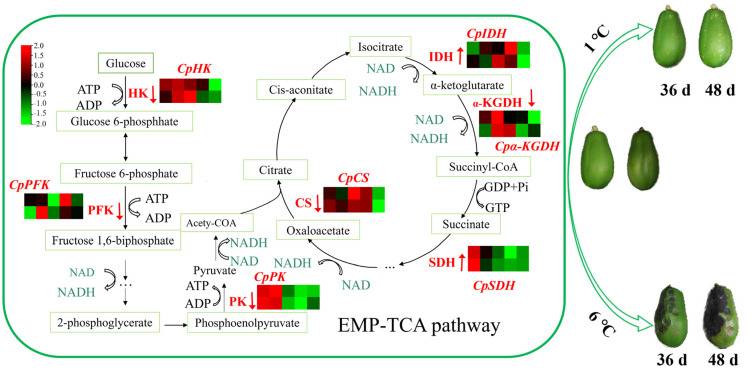 2.0
1.5
1.0
0.5
0.0
-0.5
-1.0
-1.5
-2.0
Glucose
ATP
ADP
HK
CpHK
Glucose 6-phosphhate
Fructose 6-phosphate
CpPFK
PFK
ATP
ADP
Fructose 1,6-biphosphate
NAD
NADH
...
2-phosphoglycerate
Phosphoenolpyruvate
ATP
ADP
PK
CpPK
Pyruvate
NADH
NAD
Acety-COA
Citrate
Cis-aconitate
Isocitrate
NAD
NADH
IDH
CpIDH
α-ketoglutarate
α-KGDH
NAD
NADH
Cpα-KGDH
Succinyl-CoA
GDP+Pi
GTP
Succinate
SDH
CpSDH
...
NADH
NAD
Oxaloacetate
CS
CpCS
EMP-TCA pathway
1 °C
36 d 48 d
6 °C
36 d 48 d